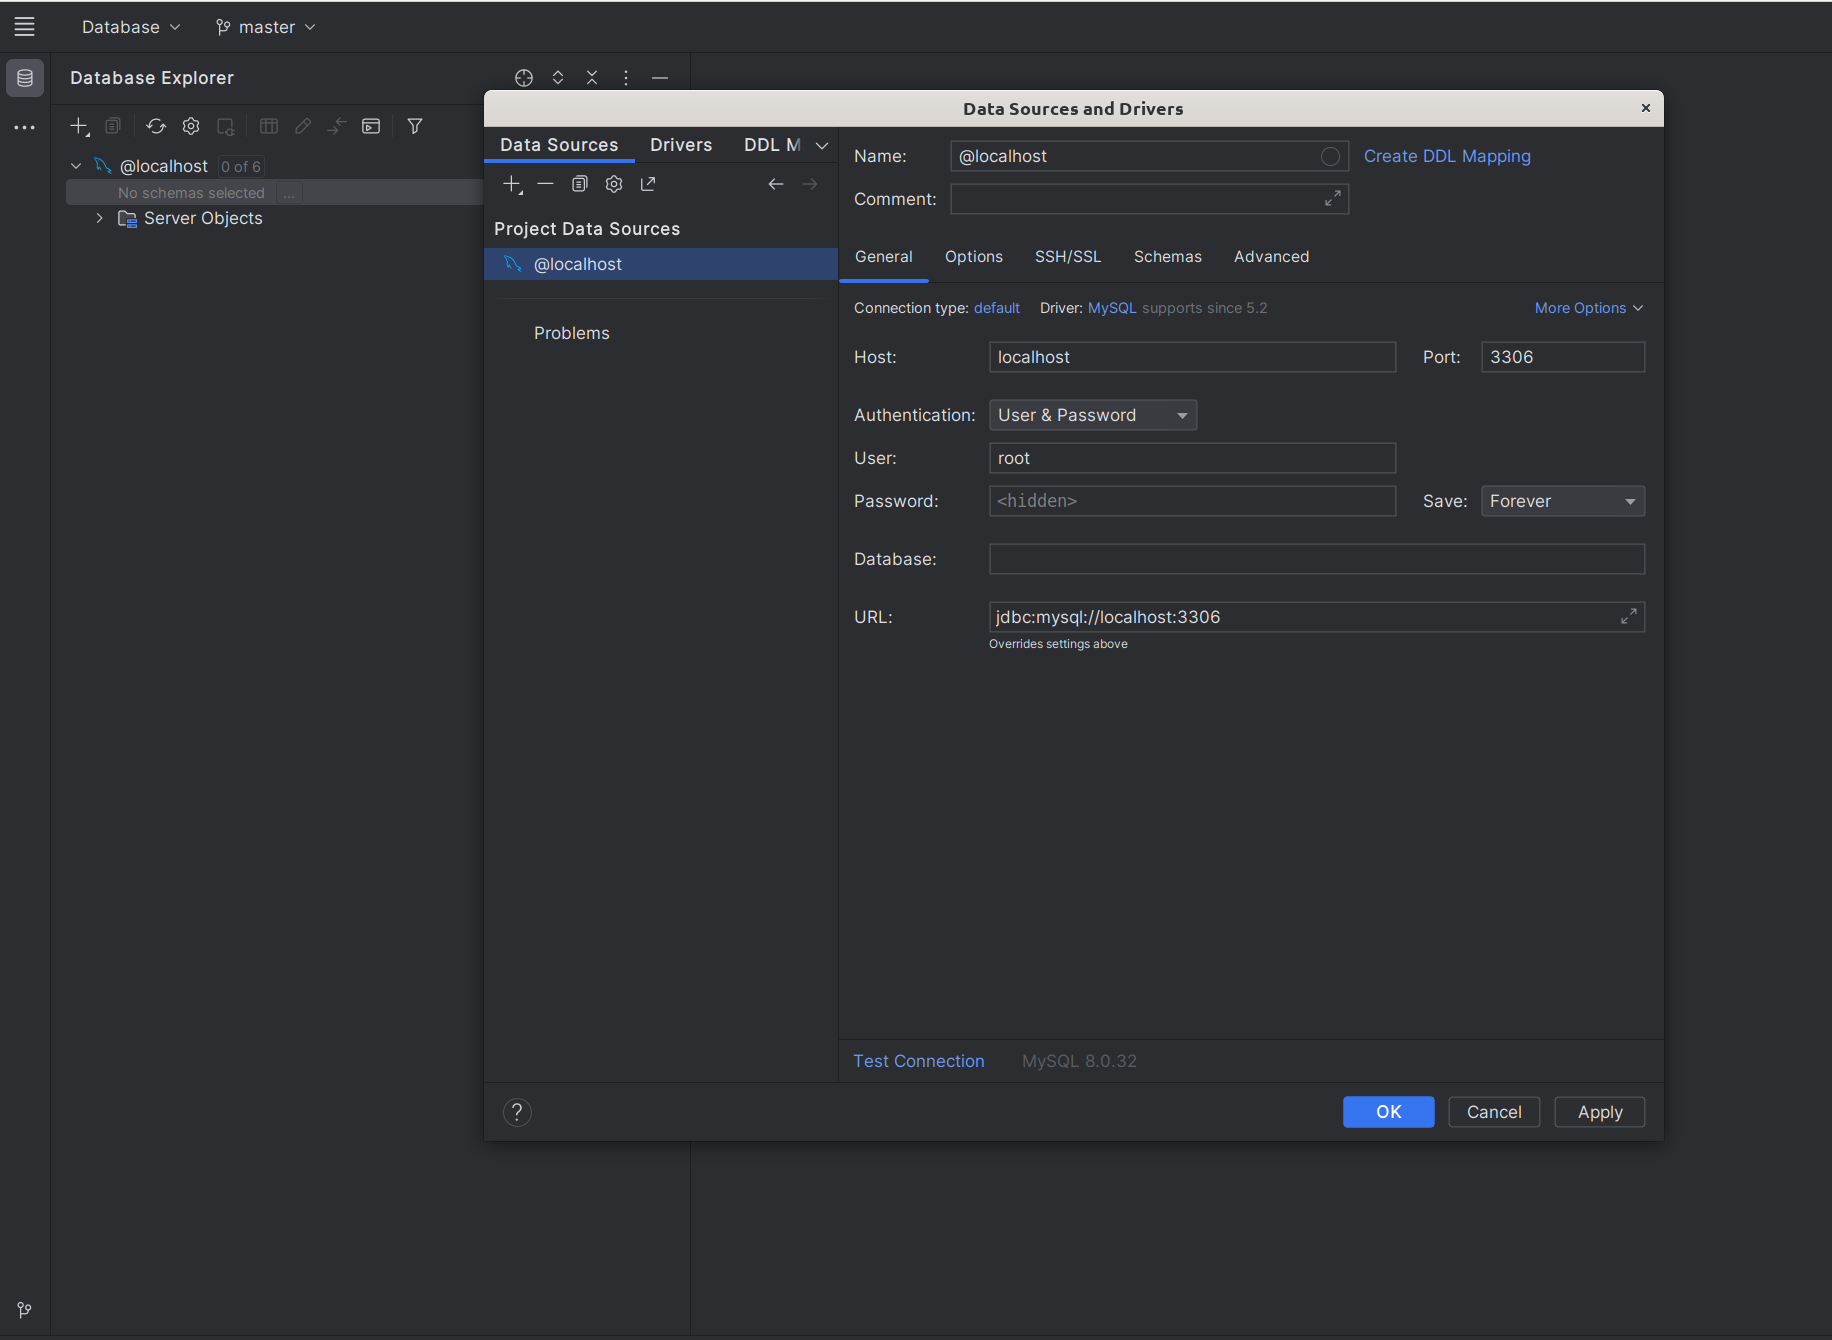 Database master
Database Explorer
@localhost 0 of 6
No schemas selected ...
Server Objects
Data Sources and Drivers
Data Sources Drivers DDL M
Project Data Sources
@localhost
Problems
Name: @localhost Create DDL Mapping
Comment:
General Options SSH/SSL Schemas Advanced
Connection type: default Driver: MySQL supports since 5.2 More Options
Host: localhost Port: 3306
Authentication: User & Password
User: root
Password: <hidden> Save: Forever
Database:
URL: jdbc:mysql://localhost:3306
Overrides settings above
Test Connection MySQL 8.0.32
? OK Cancel Apply